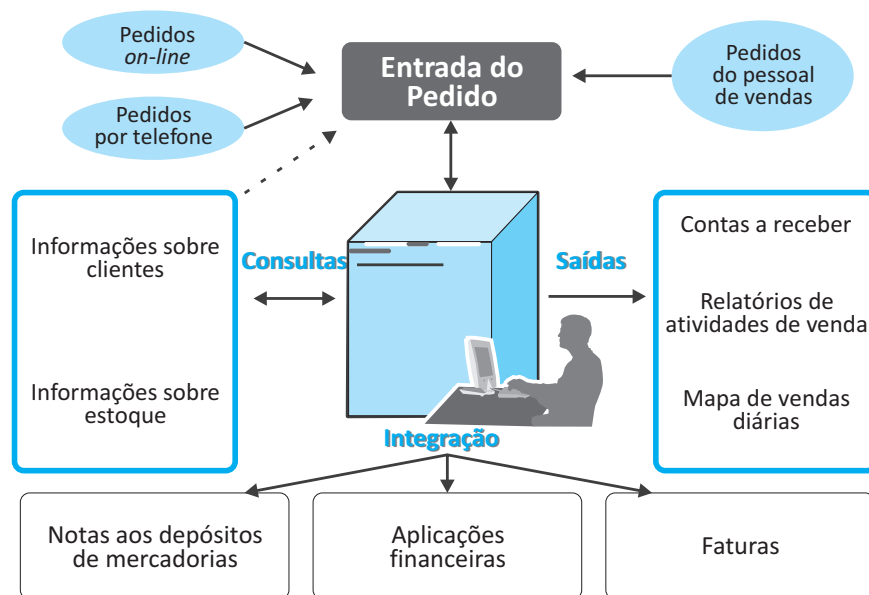 Pedidos
on-line
Entrada do
Pedido
Pedidos
do pessoal
de vendas
Pedidos
por telefone
Informações sobre
clientes
Informações sobre
estoque
Consultas
Saídas
Contas a receber
Relatórios de
atividades de venda
Mapa de vendas
diárias
Integração
Notas aos depósitos
de mercadorias
Aplicações
financeiras
Faturas